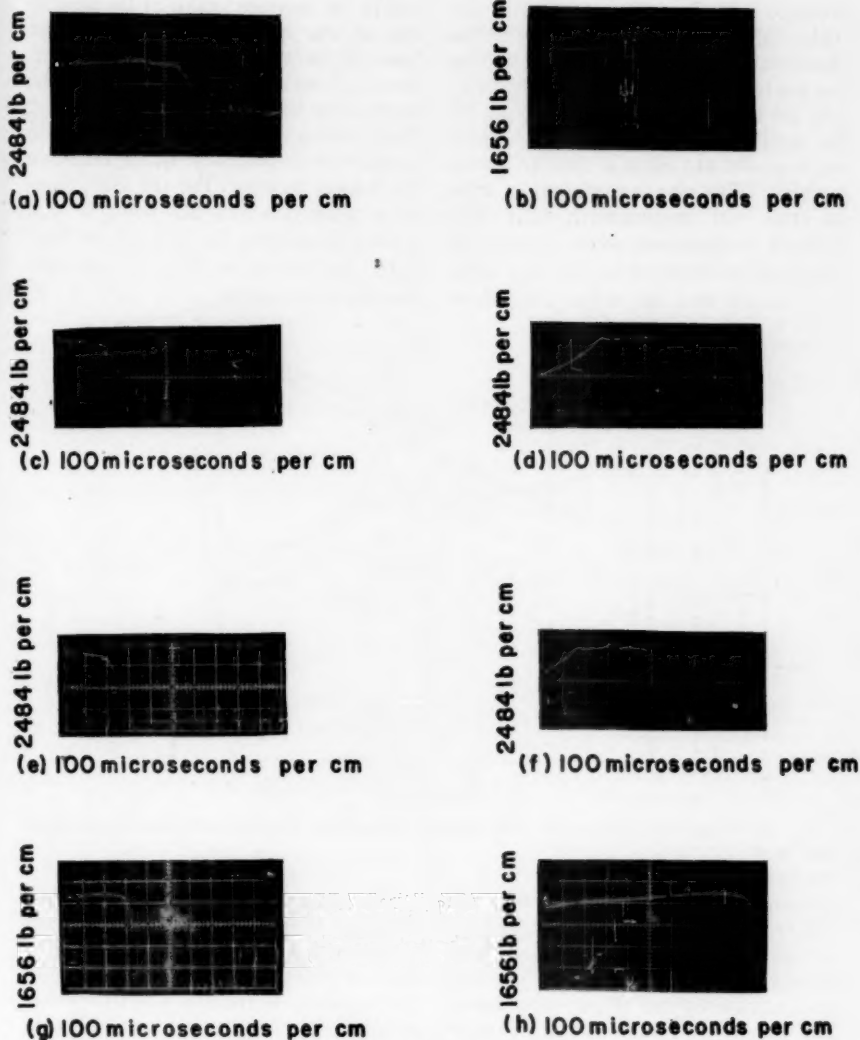 2484 lb per cm
(a) 100 microseconds per cm
1656 lb per cm
(b) 100 microseconds per cm
2484 lb per cm
(c) 100 microseconds per cm
2484 lb per cm
(d) 100 microseconds per cm
2484 lb per cm
(e) 100 microseconds per cm
2484 lb per cm
(f) 100 microseconds per cm
1656 lb per cm
(g) 100 microseconds per cm
1656 lb per cm
(h) 100 microseconds per cm